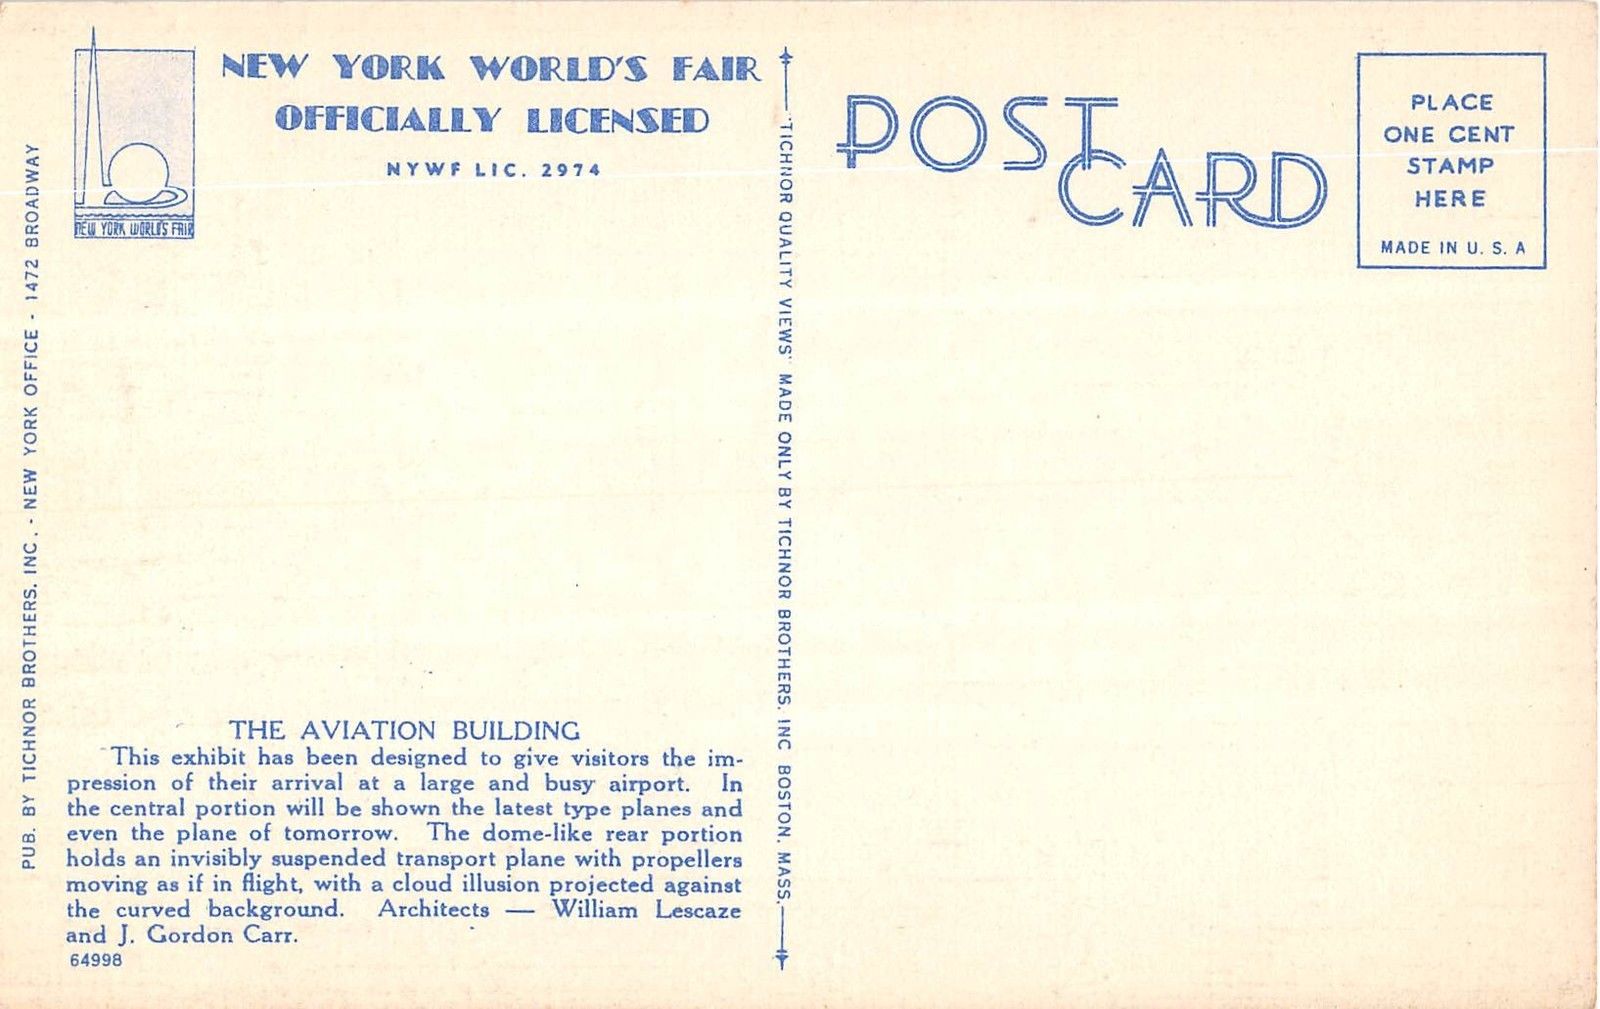 NEW YORK WORLD'S FAIR
OFFICIALLY LICENSED
NYWF LIC. 2974
NEW YORK WORLD'S FAIR
PUB. BY TICHNOR BROTHERS. INC. - NEW YORK OFFICE - 1472 BROADWAY
THE AVIATION BUILDING
This exhibit has been designed to give visitors the im-
pression of their arrival at a large and busy airport. In
the central portion will be shown the latest type planes and
even the plane of tomorrow. The dome-like rear portion
holds an invisibly suspended transport plane with propellers
moving as if in flight, with a cloud illusion projected against
the curved background. Architects — William Lescaze
and J. Gordon Carr.
64998
"TICHNOR QUALITY VIEWS" MADE ONLY BY TICHNOR BROTHERS. INC BOSTON. MASS.
POST
CARD
PLACE
ONE CENT
STAMP
HERE
MADE IN U. S. A